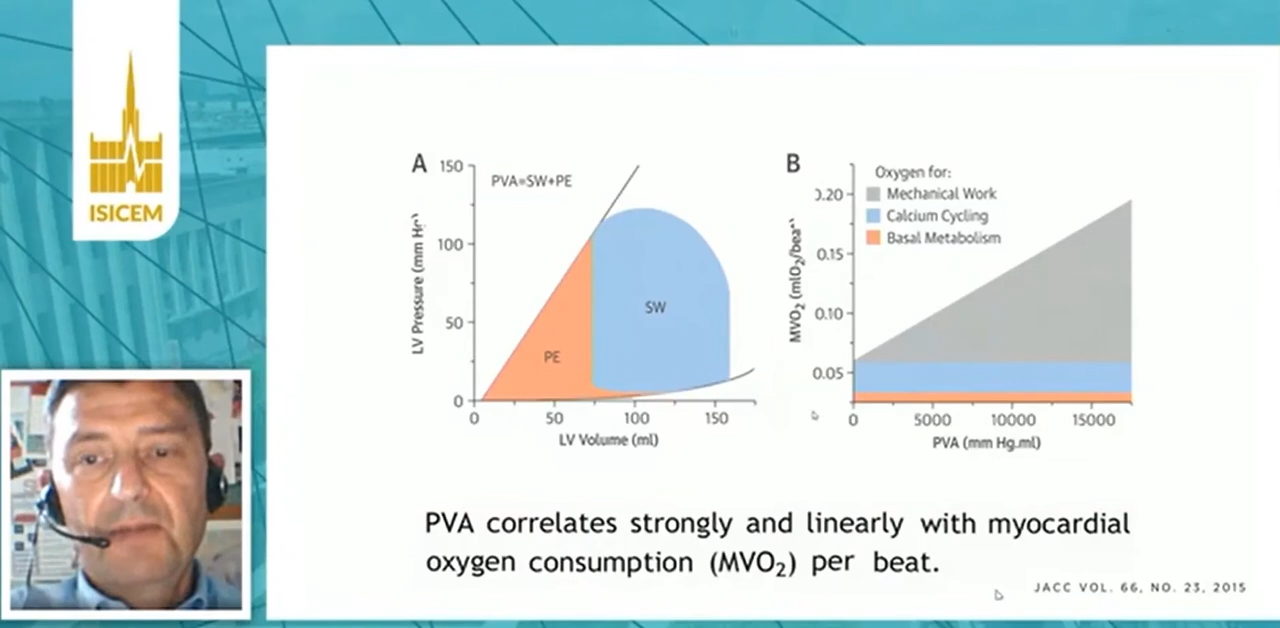 ISICEM
A
150
100
50
0
LV Pressure (mm Hg)
PVA=SW+PE
SW
PE
0 50 100 150
LV Volume (ml)
B
0.20
0.15
0.10
0.05
MVO₂ (mlO₂/beat)
Oxygen for:
Mechanical Work
Calcium Cycling
Basal Metabolism
0 5000 10000 15000
PVA (mm Hg.ml)
PVA correlates strongly and linearly with myocardial
oxygen consumption (MVO₂) per beat.
JACC VOL. 66, NO. 23, 2015